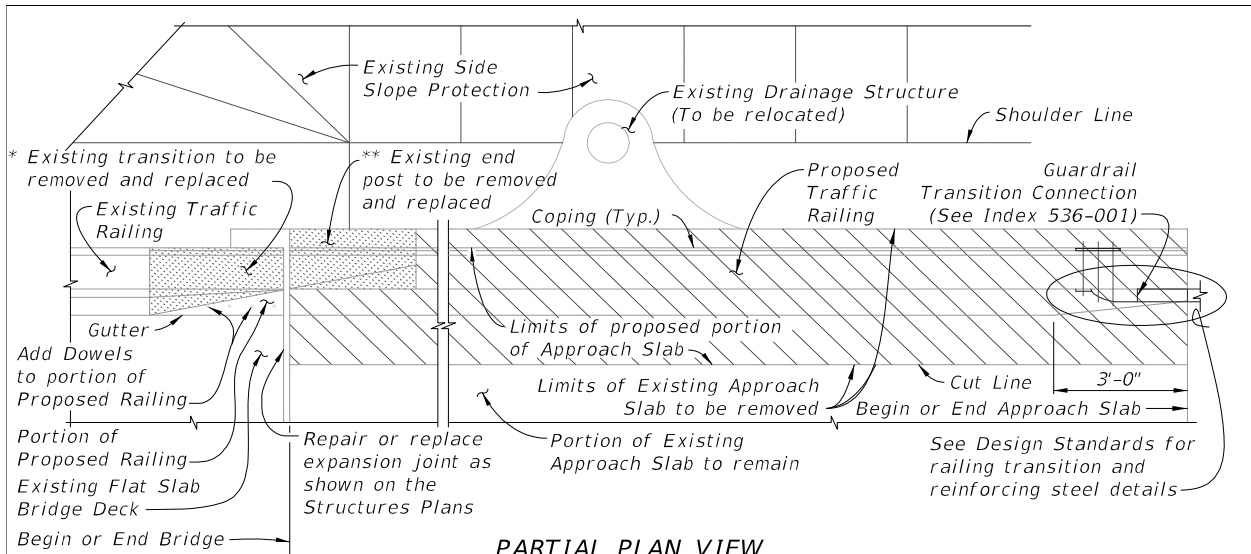 Existing Side
Slope Protection
Existing Drainage Structure
(To be relocated)
Shoulder Line
* Existing transition to be
removed and replaced
** Existing end
post to be removed
and replaced
Proposed
Traffic
Railing
Guardrail
Transition Connection
(See Index 536-001)
Existing Traffic
Railing
Coping (Typ.)
Gutter
Limits of proposed portion
of Approach Slab
Add Dowels
to portion of
Proposed Railing
Limits of Existing Approach
Slab to be removed
Cut Line
3'-0"
Begin or End Approach Slab
Portion of
Proposed Railing
Repair or replace
expansion joint as
shown on the
Structures Plans
Portion of Existing
Approach Slab to remain
See Design Standards for
railing transition and
reinforcing steel details
Existing Flat Slab
Bridge Deck
Begin or End Bridge
PARTIAL PLAN VIEW